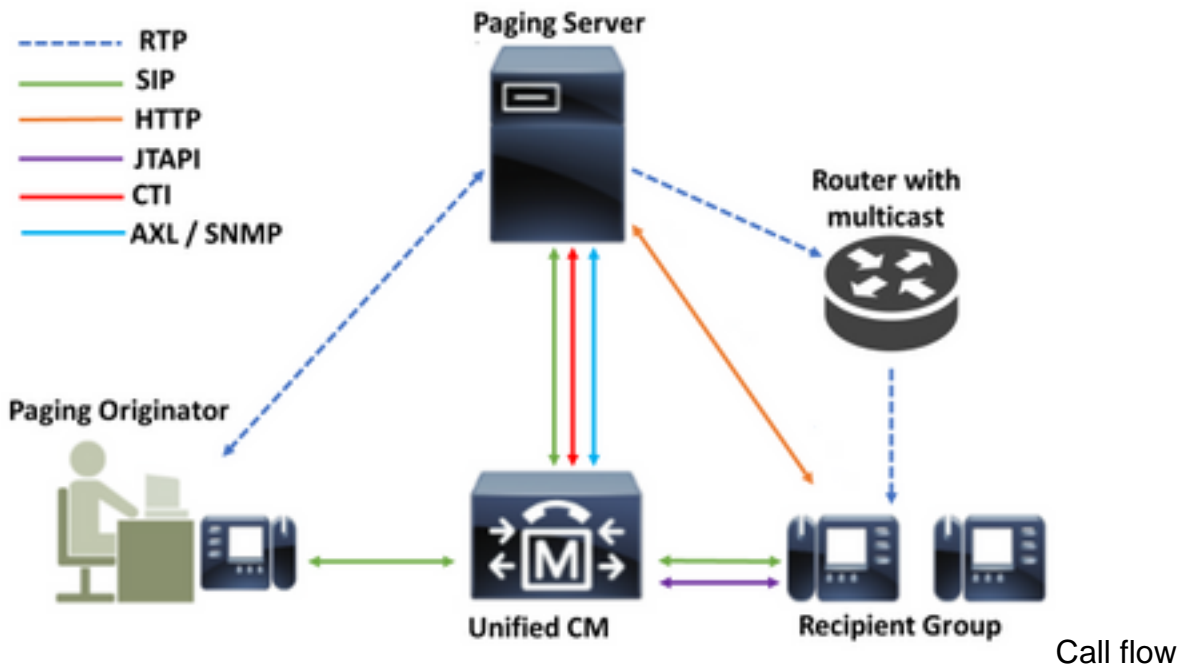 Paging Server
RTP
SIP
HTTP
JTAPI
CTI
AXL / SNMP
Router with
multicast
Paging Originator
M
Unified CM
Recipient Group
Call flow